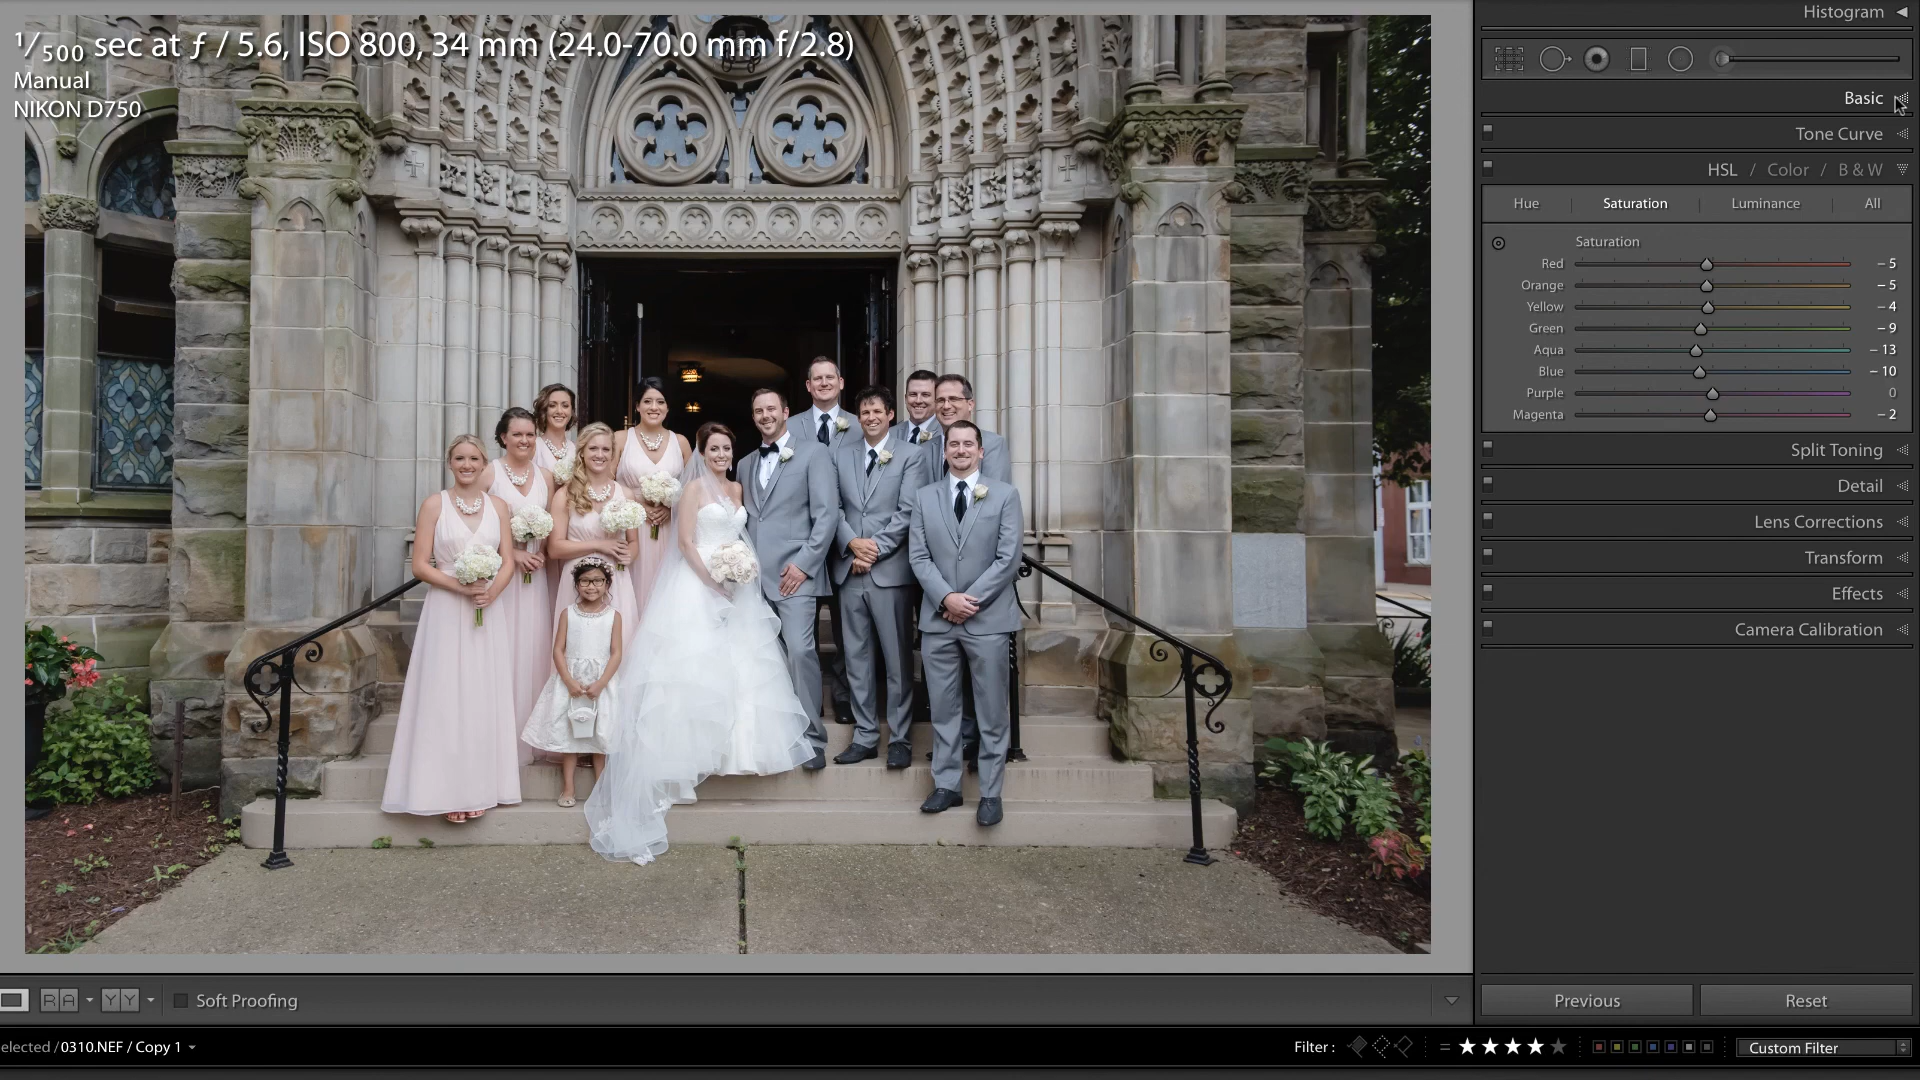 1/500 sec at ƒ / 5.6, ISO 800, 34 mm (24.0-70.0 mm f/2.8)
Manual
NIKON D750
Histogram
Basic
Tone Curve
HSL / Color / B & W
Hue Saturation Luminance All
Saturation
Red – 5
Orange – 5
Yellow – 4
Green – 9
Aqua – 13
Blue – 10
Purple 0
Magenta – 2
Split Toning
Detail
Lens Corrections
Transform
Effects
Camera Calibration
Previous Reset
R A Y Y Soft Proofing
elected / 0310.NEF / Copy 1
Filter : Custom Filter